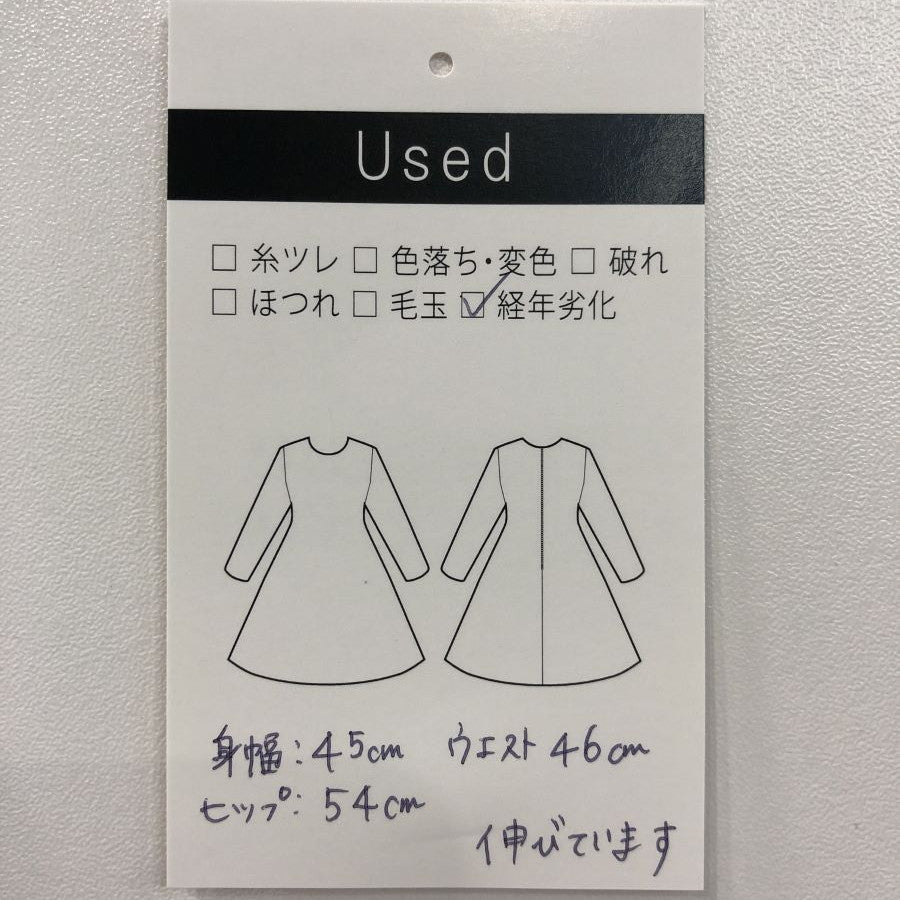 Used
□ 糸ツレ □ 色落ち・変色 □ 破れ
□ ほつれ □ 毛玉 ☑ 経年劣化
身幅：45cm ウエスト 46cm
ヒップ：54cm
伸びています